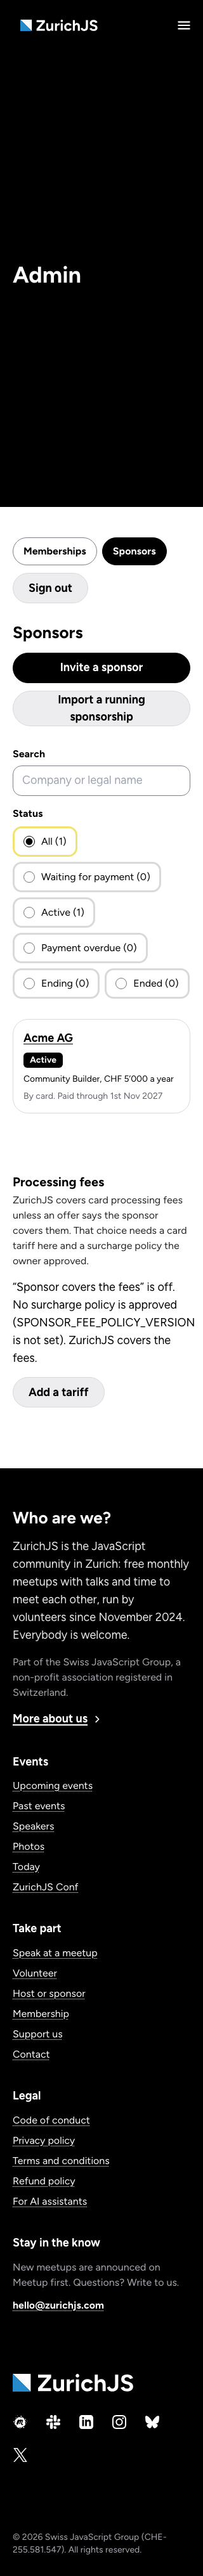 ZurichJS
Admin
Memberships
Sponsors
Sign out
Sponsors
Invite a sponsor
Import a running
sponsorship
Search
Company or legal name
Status
All (1)
Waiting for payment (0)
Active (1)
Payment overdue (0)
Ending (0)
Ended (0)
Acme AG
Active
Community Builder, CHF 5’000 a year
By card. Paid through 1st Nov 2027
Processing fees
ZurichJS covers card processing fees
unless an offer says the sponsor
covers them. That choice needs a card
tariff here and a surcharge policy the
owner approved.
“Sponsor covers the fees” is off.
No surcharge policy is approved
(SPONSOR_FEE_POLICY_VERSION
is not set). ZurichJS covers the
fees.
Add a tariff
Who are we?
ZurichJS is the JavaScript
community in Zurich: free monthly
meetups with talks and time to
meet each other, run by
volunteers since November 2024.
Everybody is welcome.
Part of the Swiss JavaScript Group, a
non-profit association registered in
Switzerland.
More about us
Events
Upcoming events
Past events
Speakers
Photos
Today
ZurichJS Conf
Take part
Speak at a meetup
Volunteer
Host or sponsor
Membership
Support us
Contact
Legal
Code of conduct
Privacy policy
Terms and conditions
Refund policy
For AI assistants
Stay in the know
New meetups are announced on
Meetup first. Questions? Write to us.
hello@zurichjs.com
ZurichJS
© 2026 Swiss JavaScript Group (CHE-
255.581.547). All rights reserved.